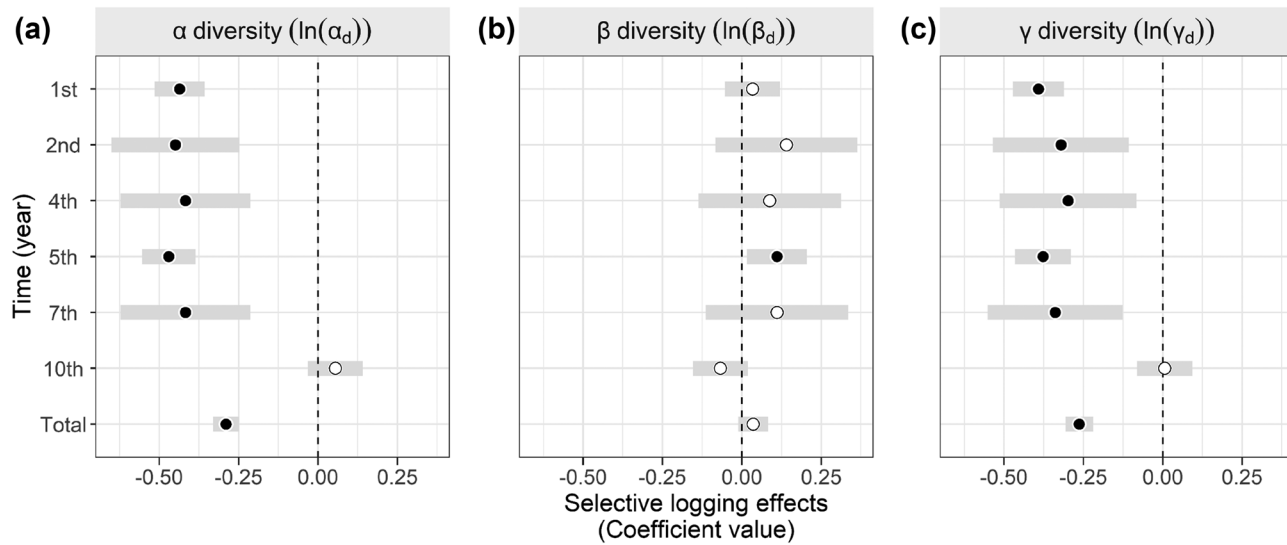 (a) α diversity (ln(αd)) (b) β diversity (ln(βd)) (c) γ diversity (ln(γd))
Time (year)
1st
2nd
4th
5th
7th
10th
Total
-0.50 -0.25 0.00 0.25 -0.50 -0.25 0.00 0.25 -0.50 -0.25 0.00 0.25
Selective logging effects
(Coefficient value)